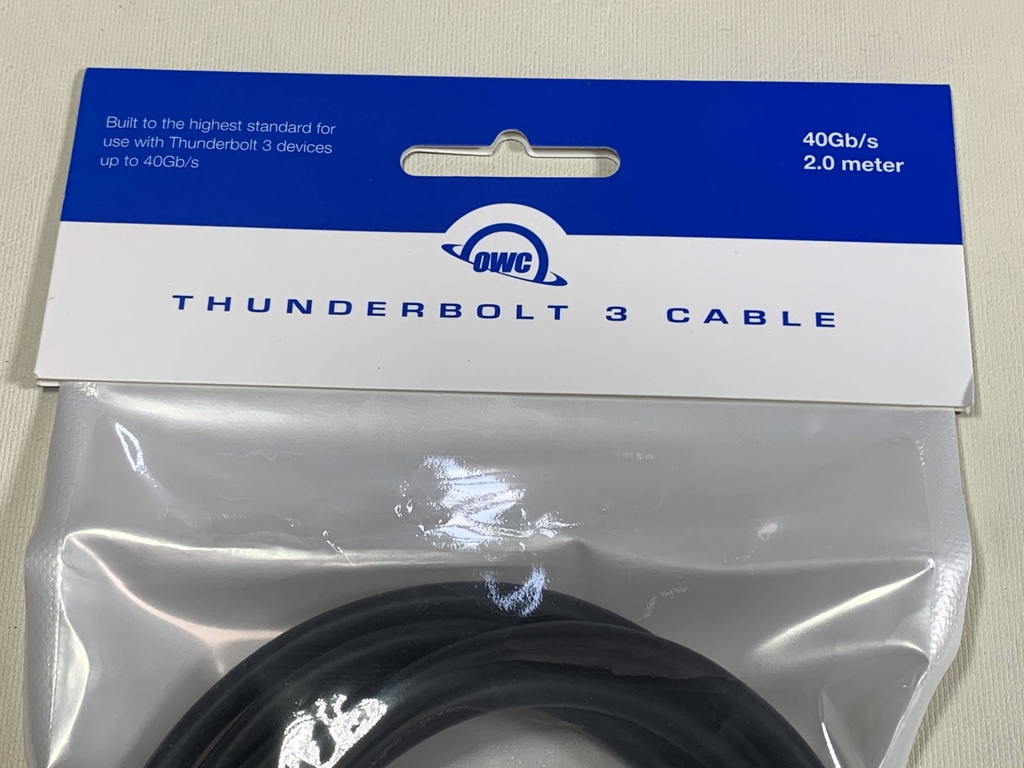 Built to the highest standard for
use with Thunderbolt 3 devices
up to 40Gb/s
40Gb/s
2.0 meter
OWC
THUNDERBOLT 3 CABLE